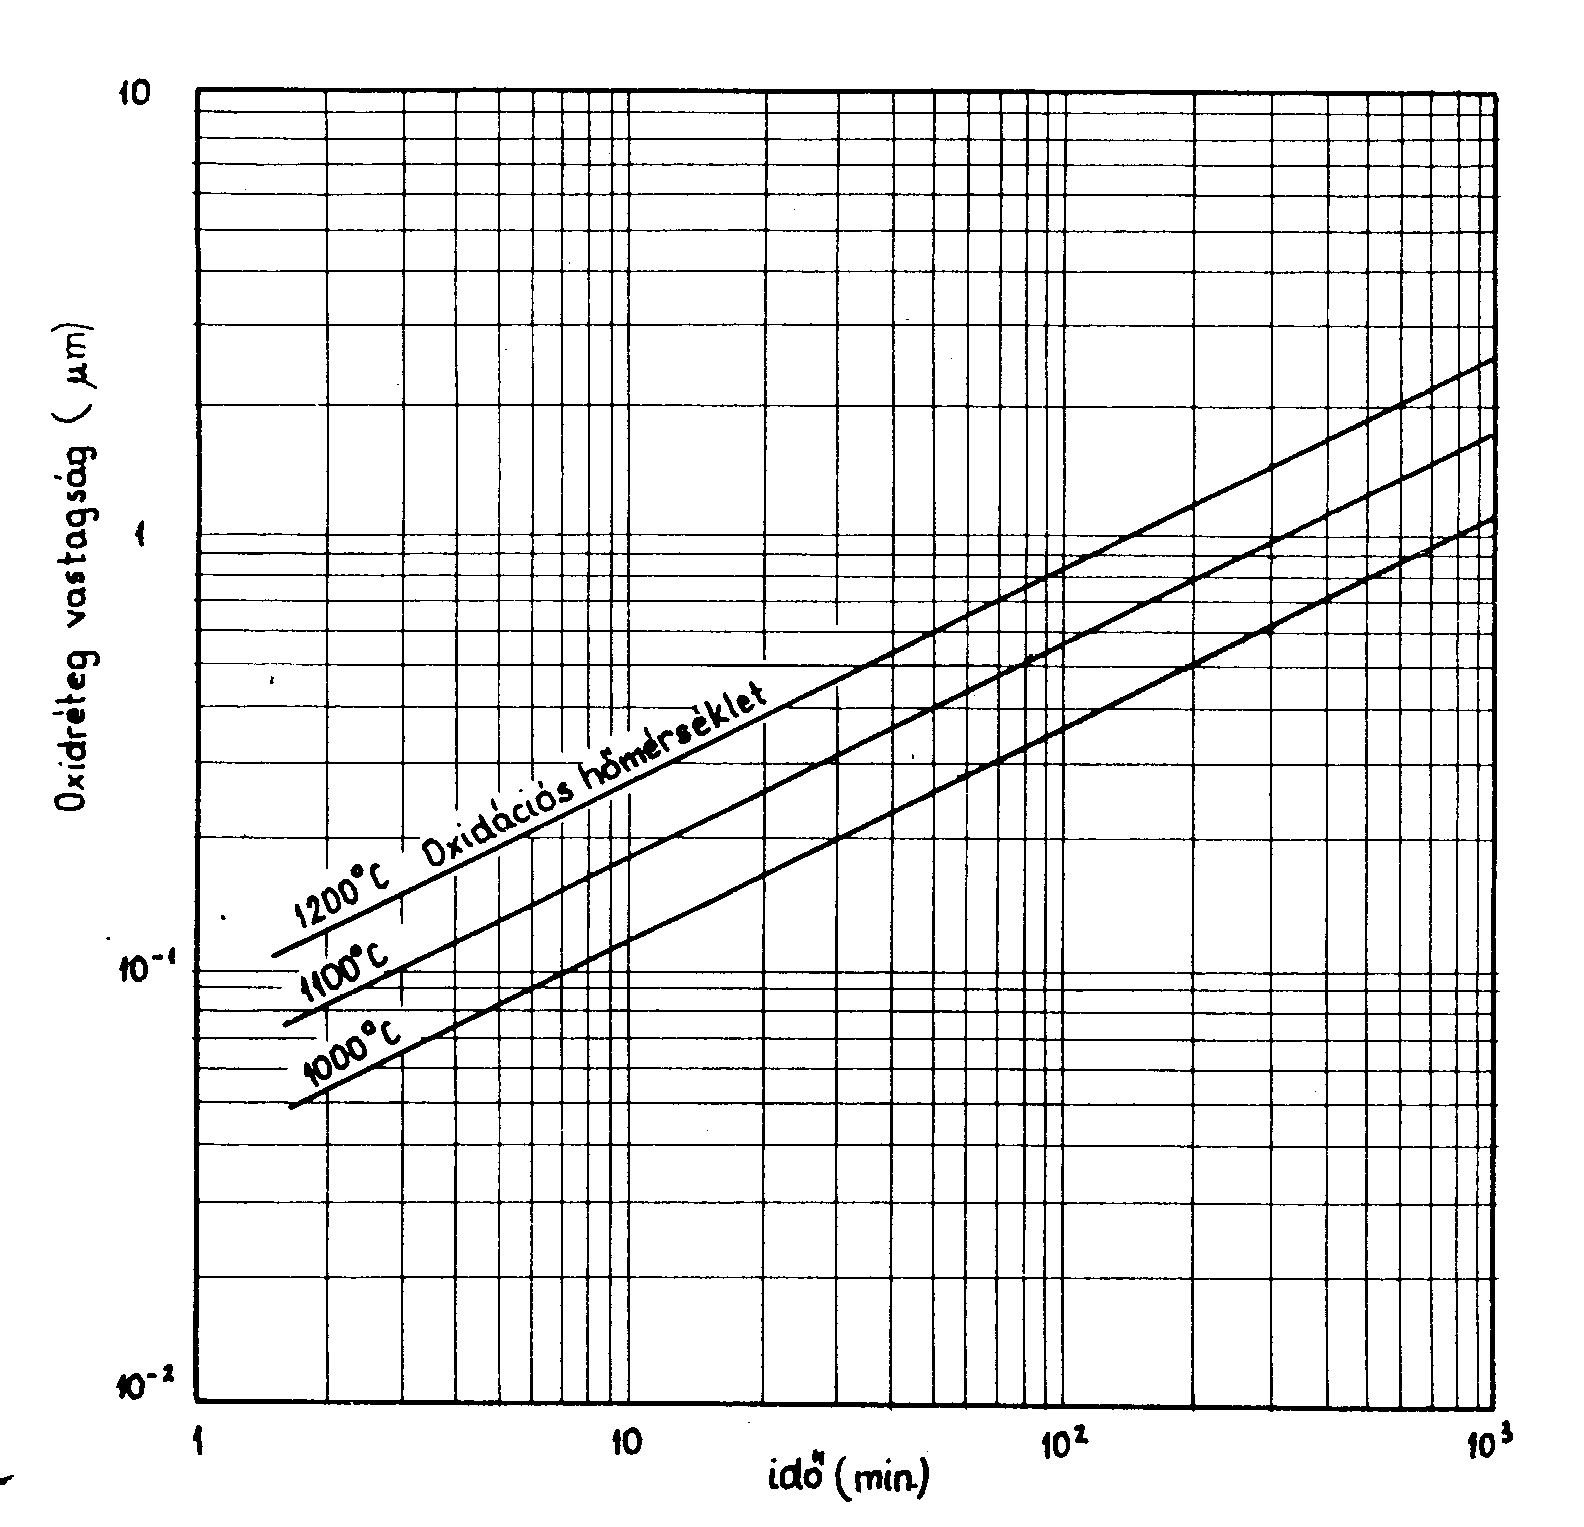 10
1
10⁻¹
10⁻²
Oxidréteg vastagság ( μm)
Oxidációs hőmérséklet
1200°C
1100°C
1000°C
1
10
10²
10³
idő (min.)